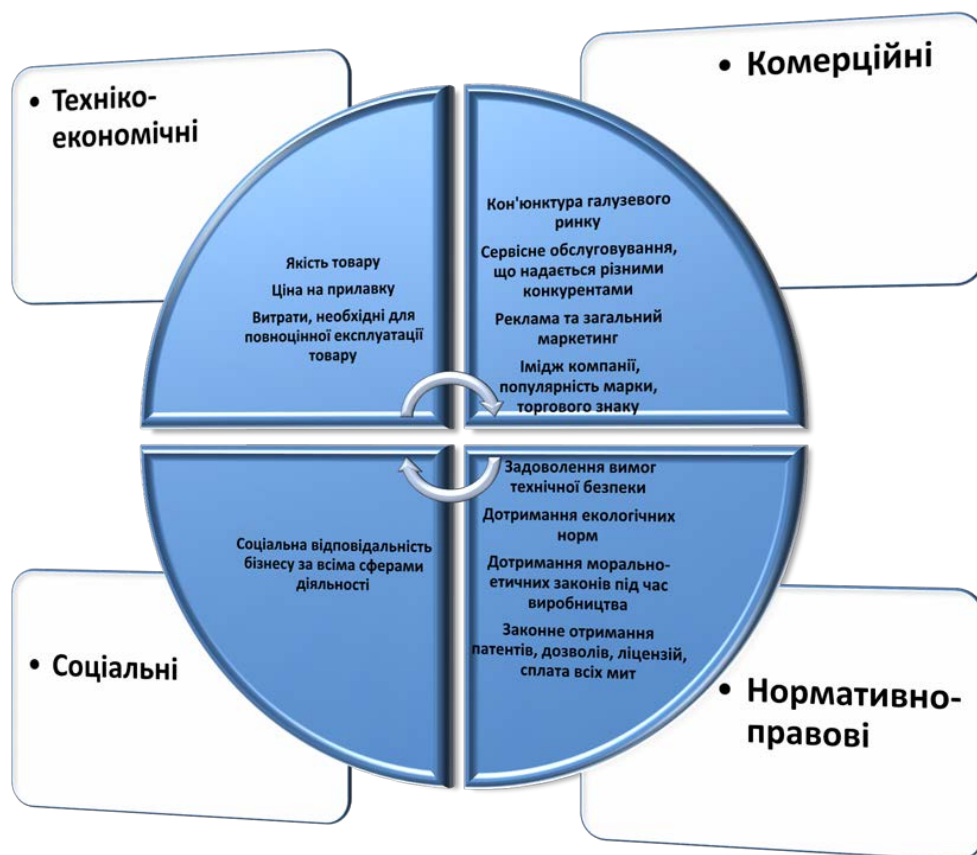 • Техніко-
економічні
Якість товару
Ціна на прилавку
Витрати, необхідні для
повноцінної експлуатації
товару
• Комерційні
Кон'юнктура галузевого
ринку
Сервісне обслуговування,
що надається різними
конкурентами
Реклама та загальний
маркетинг
Імідж компанії,
популярність марки,
торгового знаку
• Соціальні
Соціальна відповідальність
бізнесу за всіма сферами
діяльності
• Нормативно-
правові
Задоволення вимог
технічної безпеки
Дотримання екологічних
норм
Дотримання морально-
етичних законів під час
виробництва
Законне отримання
патентів, дозволів, ліцензій,
сплата всіх мит